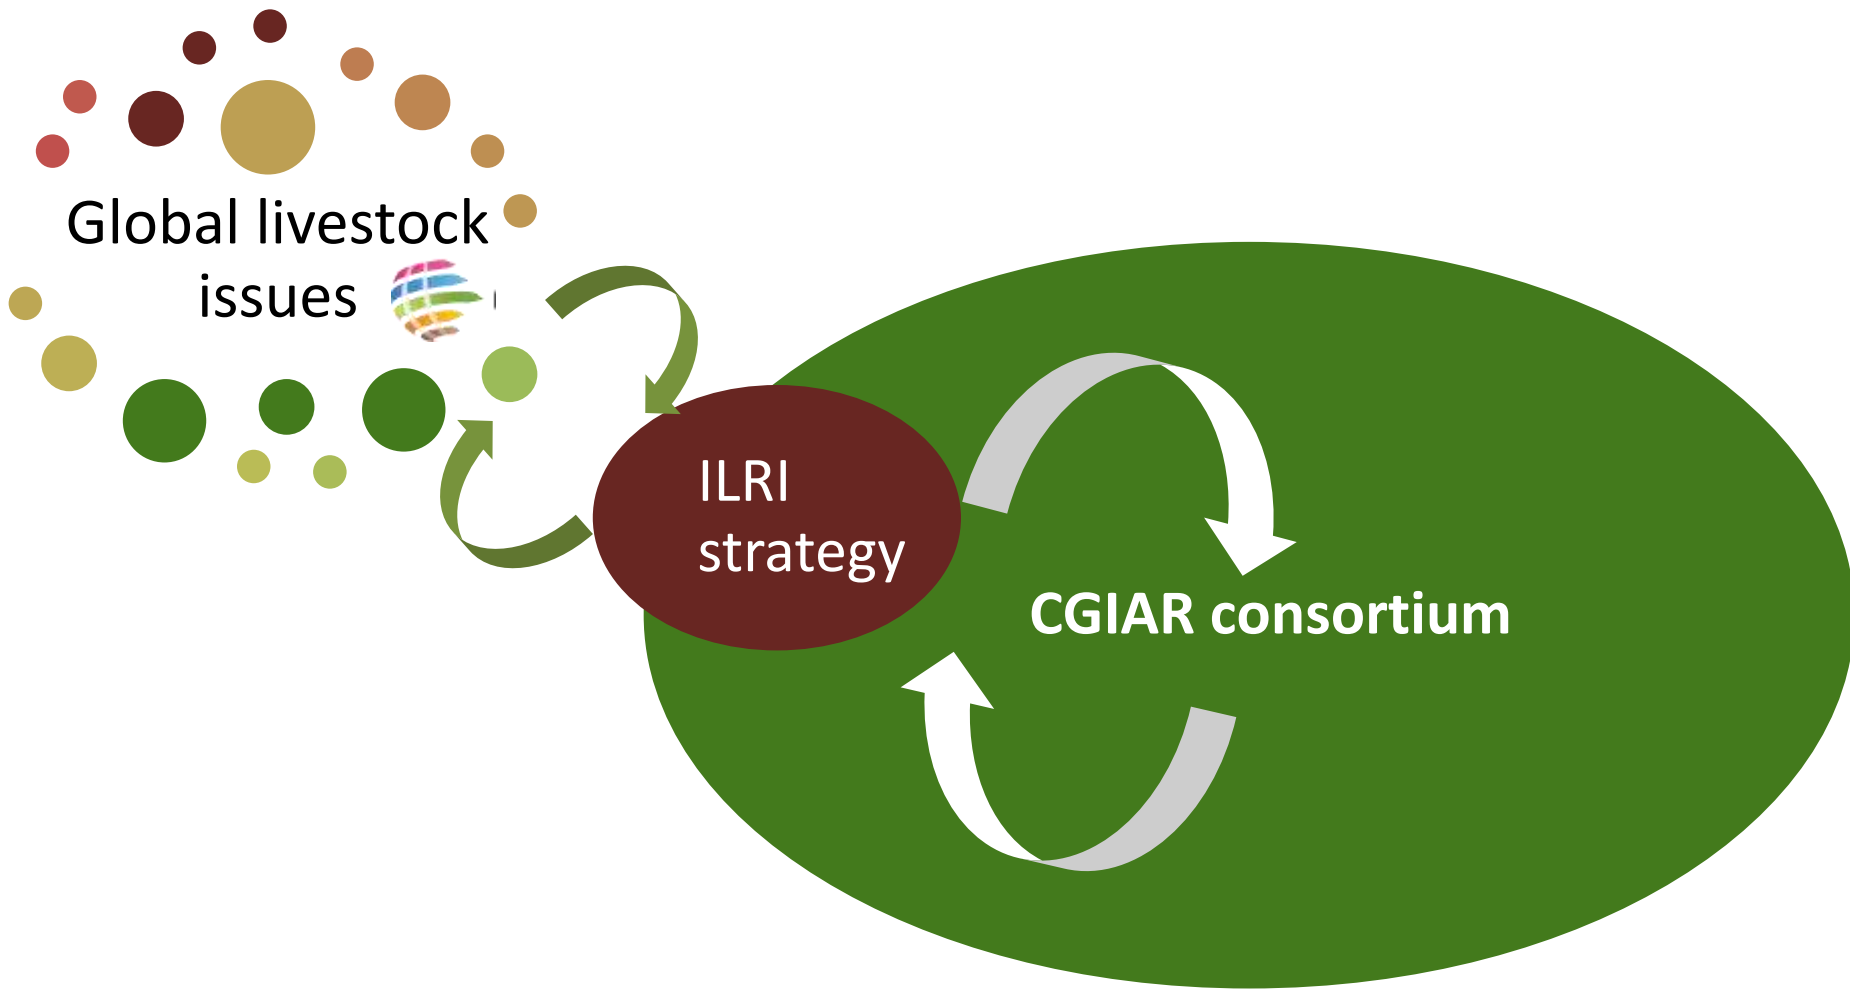 Global livestock
issues
ILRI
strategy
CGIAR consortium